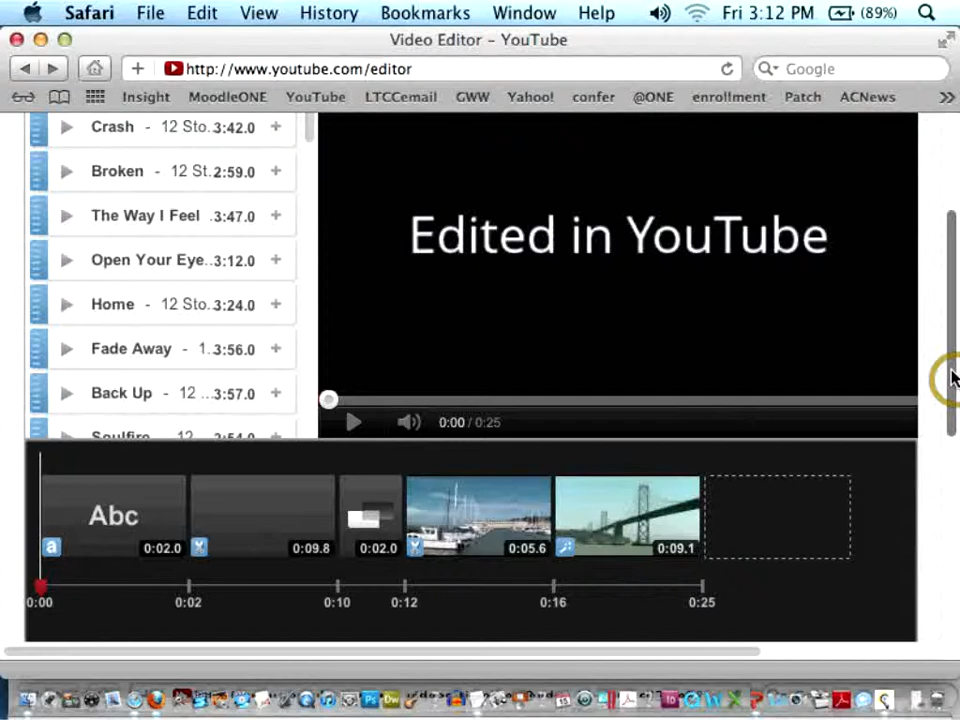 Safari File Edit View History Bookmarks Window Help Fri 3:12 PM (89%)
Video Editor - YouTube
http://www.youtube.com/editor Google
Insight MoodleONE YouTube LTCCemail GWW Yahoo! confer @ONE enrollment Patch ACNews
Crash - 12 Sto. 3:42.0 +
Broken - 12 St. 2:59.0 +
The Way I Feel . 3:47.0 +
Open Your Eye.. 3:12.0 +
Home - 12 Sto. 3:24.0 +
Fade Away - 1. 3:56.0 +
Back Up - 12 ... 3:57.0 +
Soulfire 12 3:54.0
Edited in YouTube
0:00 / 0:25
Abc
a 0:02.0 0:09.8 0:02.0 0:05.6 0:09.1
0:00 0:02 0:10 0:12 0:16 0:25